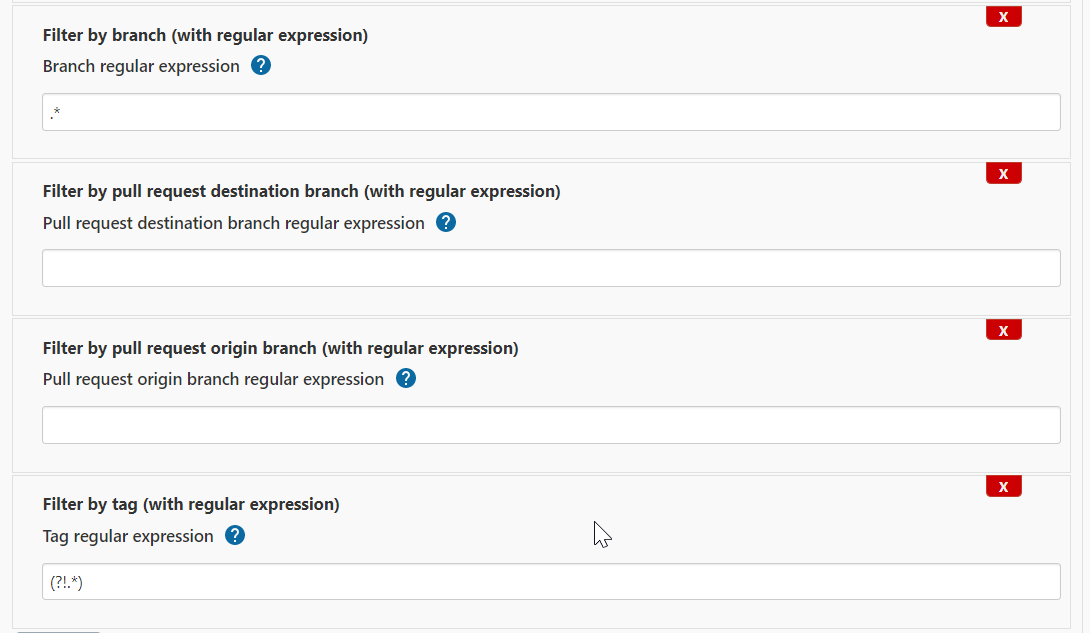 X
Filter by branch (with regular expression)
Branch regular expression ?
.*
X
Filter by pull request destination branch (with regular expression)
Pull request destination branch regular expression ?
X
Filter by pull request origin branch (with regular expression)
Pull request origin branch regular expression ?
X
Filter by tag (with regular expression)
Tag regular expression ?
(?!.*)